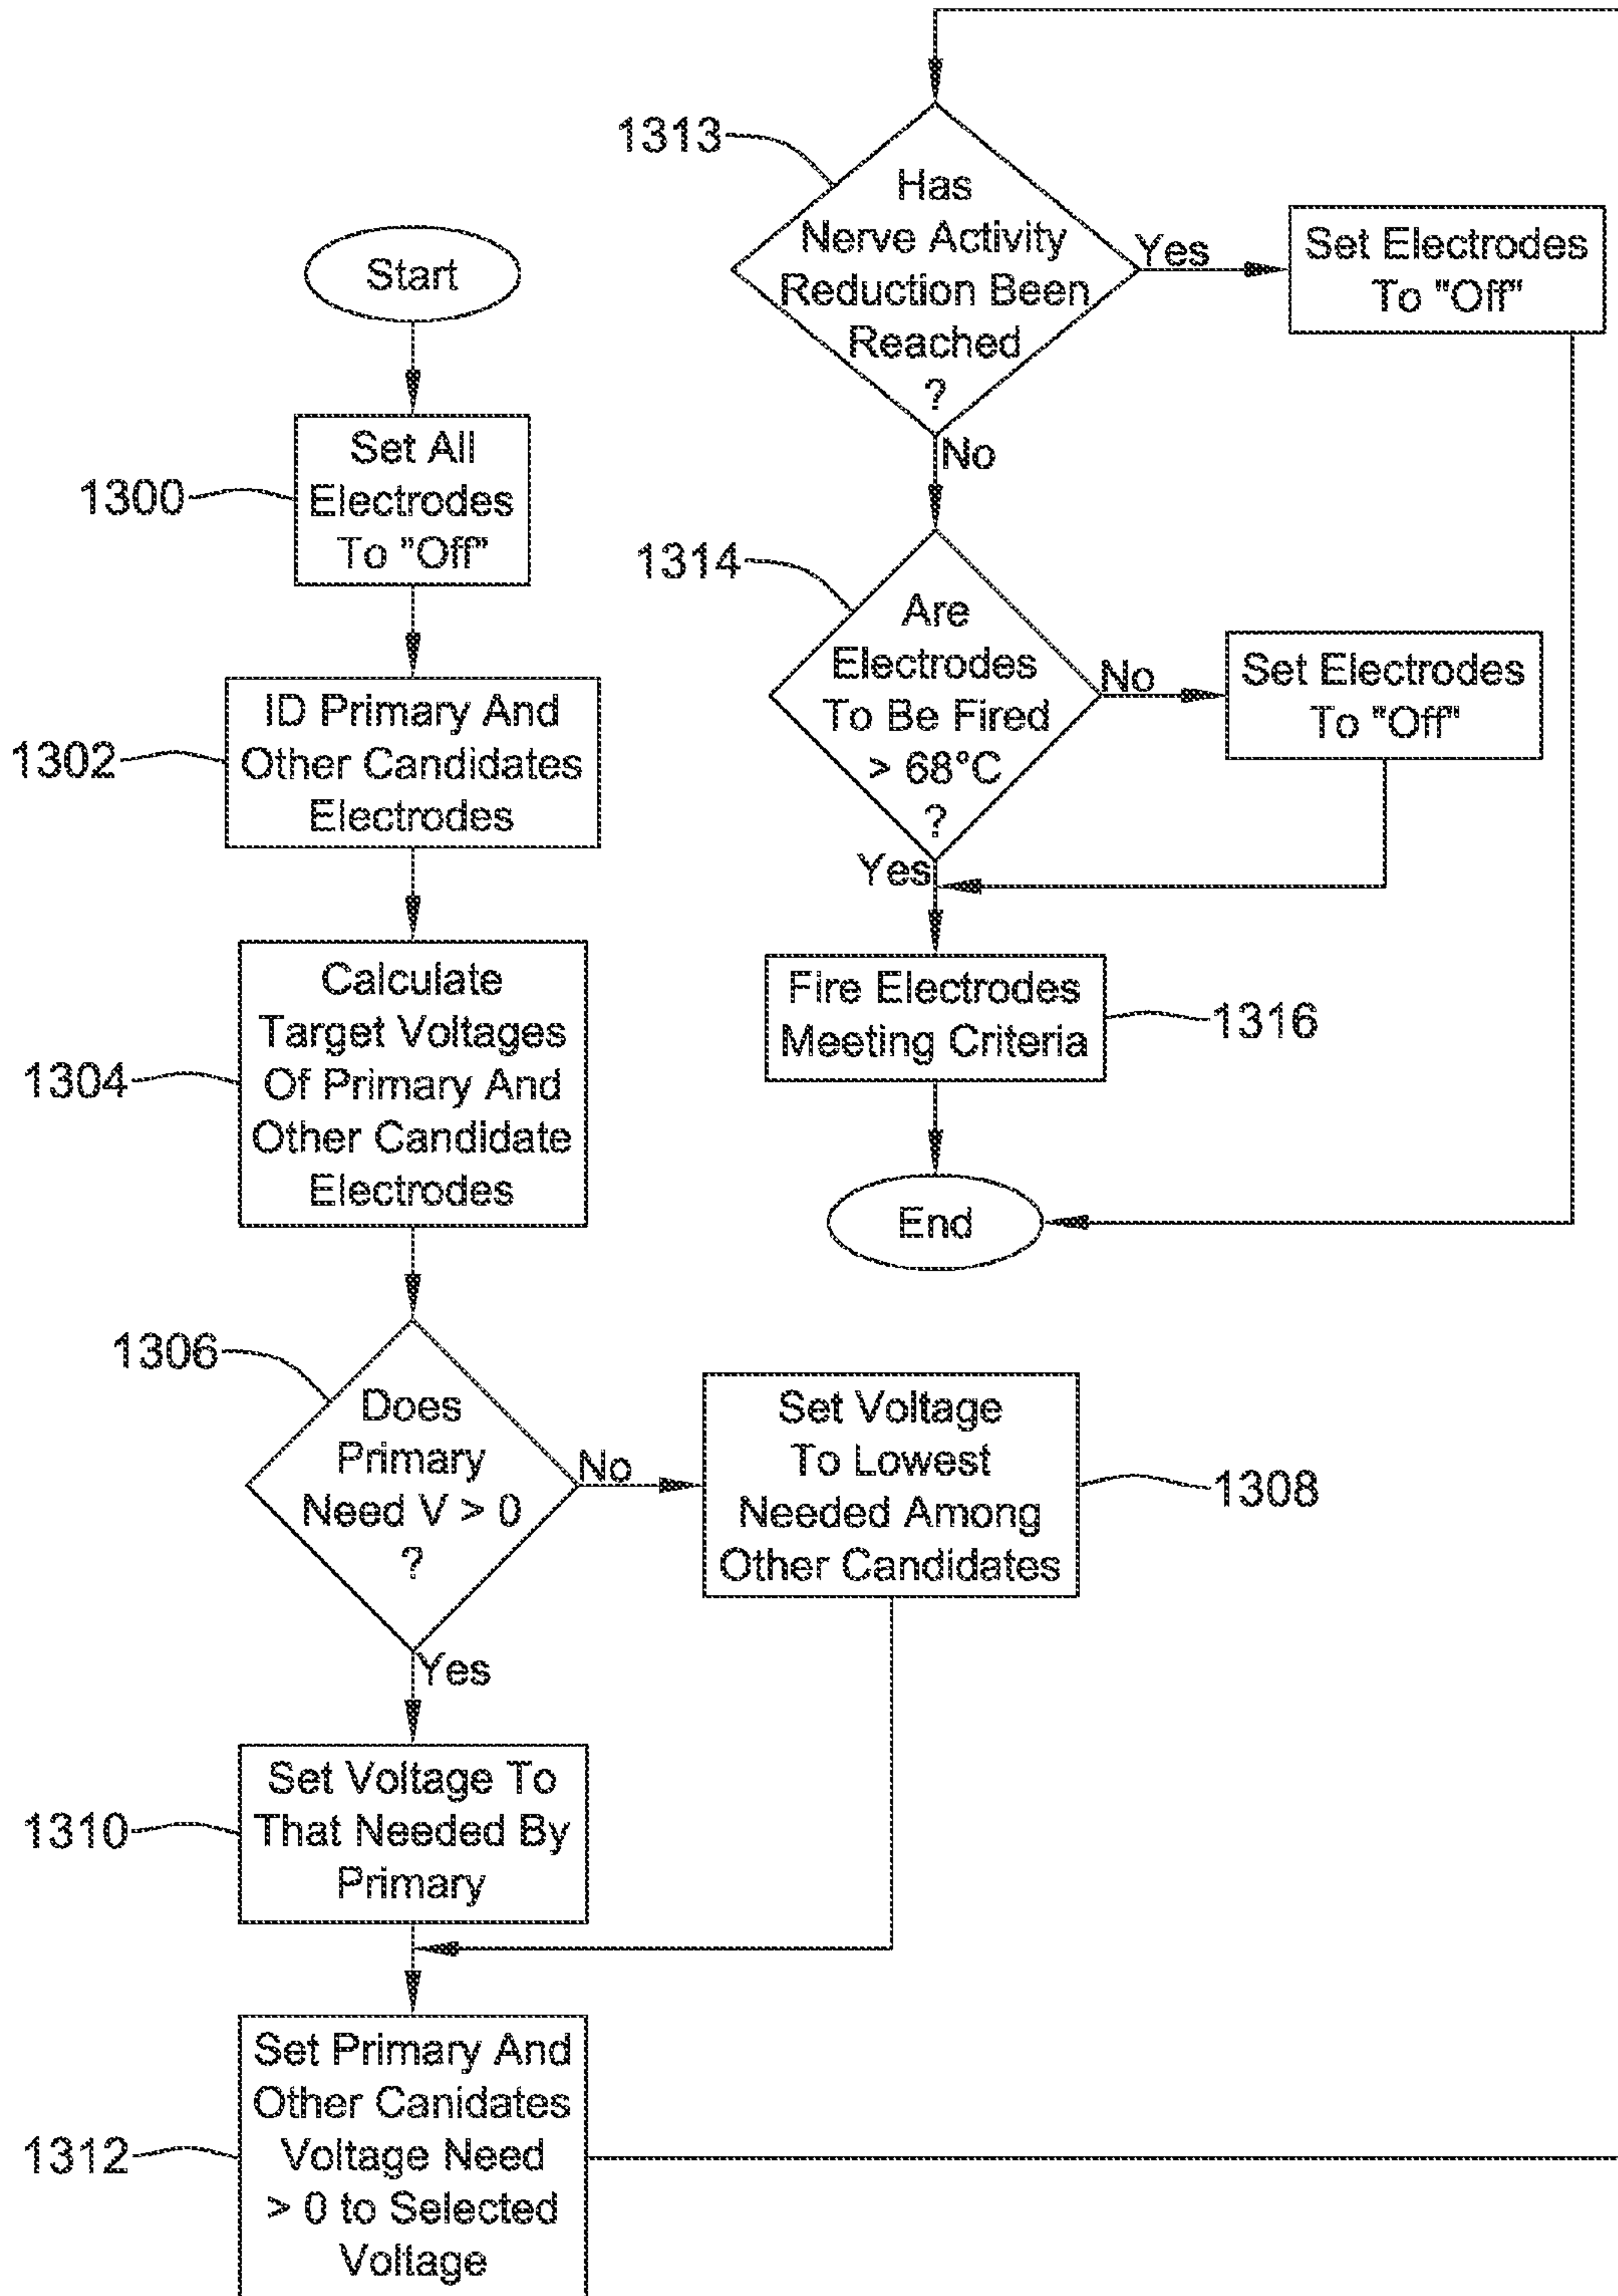 Start
1300
Set All
Electrodes
To "Off"
1302
ID Primary And
Other Candidates
Electrodes
1304
Calculate
Target Voltages
Of Primary And
Other Candidate
Electrodes
1306
Does
Primary
Need V > 0
?
No
Set Voltage
To Lowest
Needed Among
Other Candidates
1308
Yes
1310
Set Voltage To
That Needed By
Primary
1312
Set Primary And
Other Canidates
Voltage Need
> 0 to Selected
Voltage
1313
Has
Nerve Activity
Reduction Been
Reached
?
Yes
Set Electrodes
To "Off"
No
1314
Are
Electrodes
To Be Fired
> 68°C
?
No
Set Electrodes
To "Off"
Yes
Fire Electrodes
Meeting Criteria
1316
End